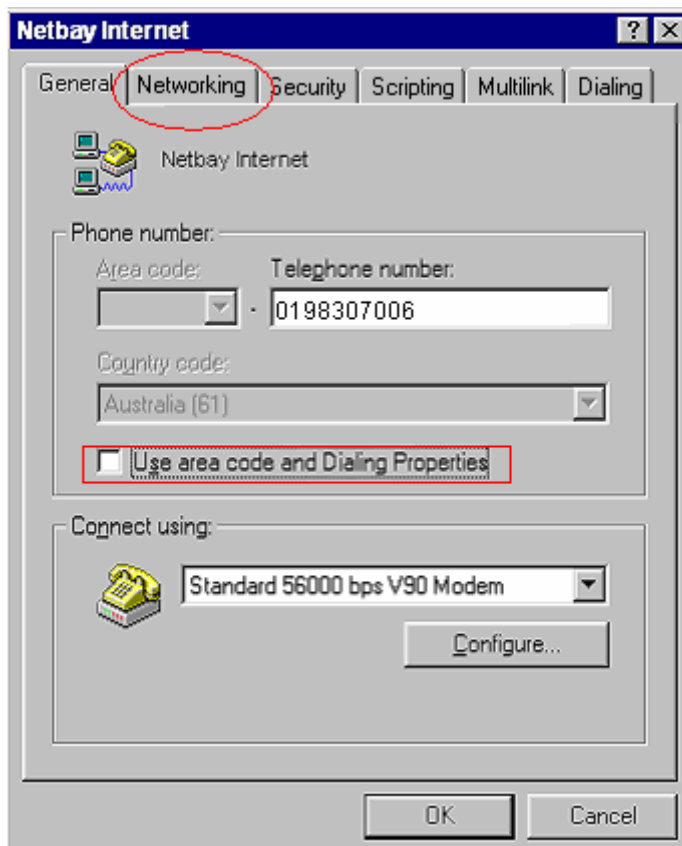 Netbay Internet
General Networking Security Scripting Multilink Dialing
Netbay Internet
Phone number:
Area code: Telephone number:
- 0198307006
Country code:
Australia (61)
Use area code and Dialing Properties
Connect using:
Standard 56000 bps V90 Modem
Configure...
OK Cancel